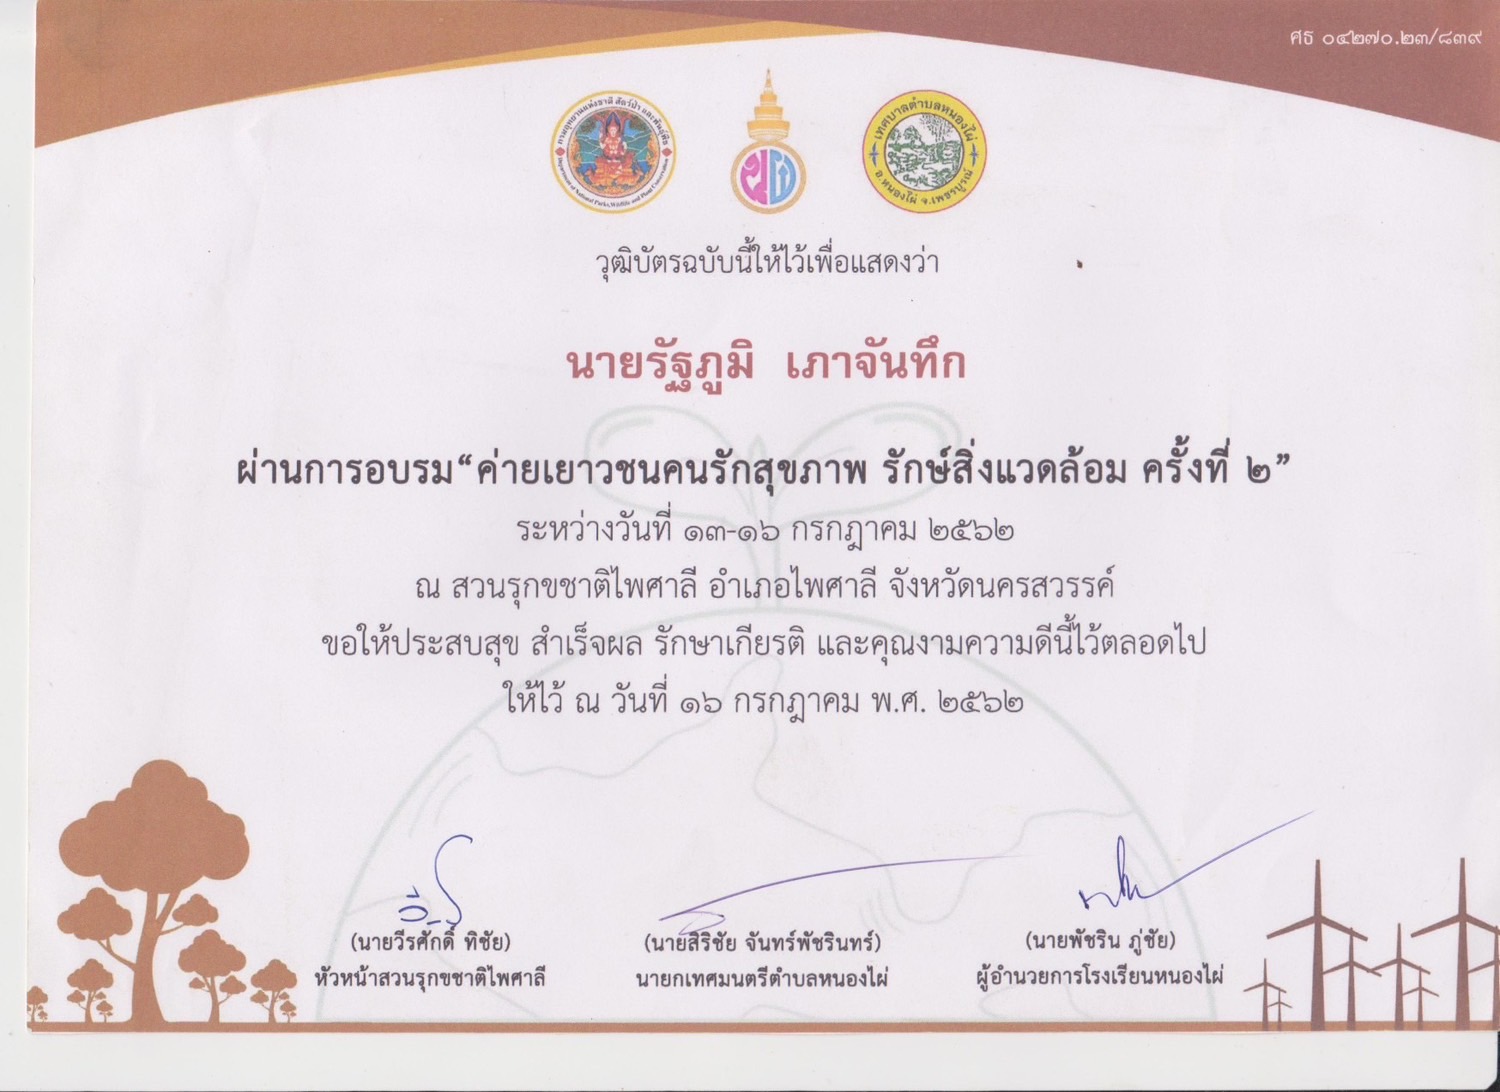 ศธ ๐๔๒๗๐.๒๓/๘๓๙
กรมอุทยานแห่งชาติ สัตว์ป่า และพันธุ์พืช
Department of National Parks, Wildlife and Plant Conservation
เทศบาลตำบลหนองไผ่
อ.หนองไผ่ จ.เพชรบูรณ์
วุฒิบัตรฉบับนี้ให้ไว้เพื่อแสดงว่า
นายรัฐภูมิ เภาจันทึก
ผ่านการอบรม“ค่ายเยาวชนคนรักสุขภาพ รักษ์สิ่งแวดล้อม ครั้งที่ ๒”
ระหว่างวันที่ ๑๓-๑๖ กรกฎาคม ๒๕๖๒
ณ สวนรุกขชาติไพศาลี อำเภอไพศาลี จังหวัดนครสวรรค์
ขอให้ประสบสุข สำเร็จผล รักษาเกียรติ และคุณงามความดีนี้ไว้ตลอดไป
ให้ไว้ ณ วันที่ ๑๖ กรกฎาคม พ.ศ. ๒๕๖๒
(นายวีรศักดิ์ ทิชัย)
หัวหน้าสวนรุกขชาติไพศาลี
(นายสิริชัย จันทร์พัชรินทร์)
นายกเทศมนตรีตำบลหนองไผ่
(นายพัชริน ภู่ชัย)
ผู้อำนวยการโรงเรียนหนองไผ่